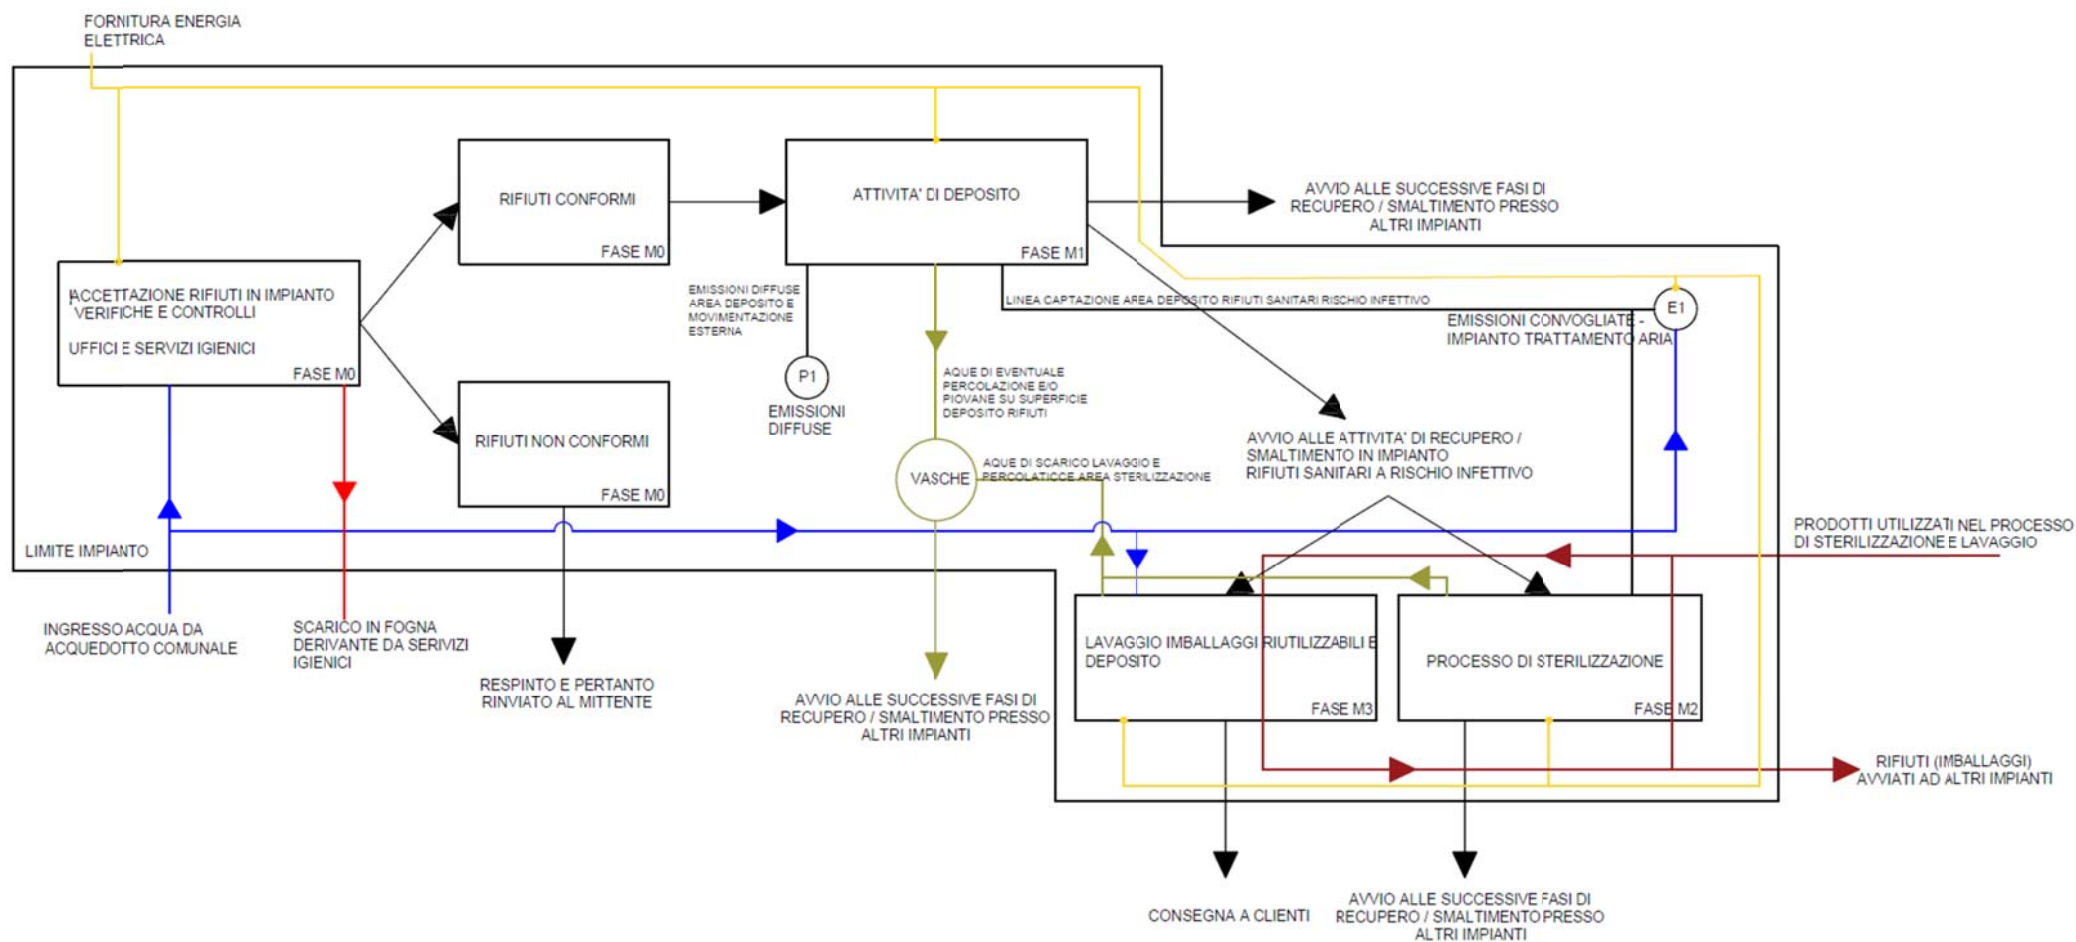 FORNITURA ENERGIA
ELETTRICA
RIFIUTI CONFORMI
FASE M0
ATTIVITA' DI DEPOSITO
FASE M1
AVVIO ALLE SUCCESSIVE FASI DI
RECUPERO / SMALTIMENTO PRESSO
ALTRI IMPIANTI
ACCETTAZIONE RIFIUTI IN IMPIANTO
VERIFICHE E CONTROLLI
UFFICI E SERVIZI IGIENICI
FASE M0
EMISSIONI DIFFUSE
AREA DEPOSITO E
MOVIMENTAZIONE
ESTERNA
LINEA CAPTAZIONE AREA DEPOSITO RIFIUTI SANITARI RISCHIO INFETTIVO
E1
EMISSIONI CONVOGLIATE -
IMPIANTO TRATTAMENTO ARIA
P1
EMISSIONI
DIFFUSE
AQUE DI EVENTUALE
PERCOLAZIONE E/O
PIOVANE SU SUPERFICIE
DEPOSITO RIFIUTI
RIFIUTI NON CONFORMI
FASE M0
VASCHE
AQUE DI SCARICO LAVAGGIO E
PERCOLATICCE AREA STERILIZZAZIONE
AVVIO ALLE ATTIVITA' DI RECUPERO /
SMALTIMENTO IN IMPIANTO
RIFIUTI SANITARI A RISCHIO INFETTIVO
PRODOTTI UTILIZZATI NEL PROCESSO
DI STERILIZZAZIONE E LAVAGGIO
LIMITE IMPIANTO
INGRESSO ACQUA DA
ACQUEDOTTO COMUNALE
SCARICO IN FOGNA
DERIVANTE DA SERIVIZI
IGIENICI
RESPINTO E PERTANTO
RINVIATO AL MITTENTE
AVVIO ALLE SUCCESSIVE FASI DI
RECUPERO / SMALTIMENTO PRESSO
ALTRI IMPIANTI
LAVAGGIO IMBALLAGGI RIUTILIZZABILI E
DEPOSITO
FASE M3
PROCESSO DI STERILIZZAZIONE
FASE M2
RIFIUTI (IMBALLAGGI)
AVVIATI AD ALTRI IMPIANTI
CONSEGNA A CLIENTI
AVVIO ALLE SUCCESSIVE FASI DI
RECUPERO / SMALTIMENTO PRESSO
ALTRI IMPIANTI